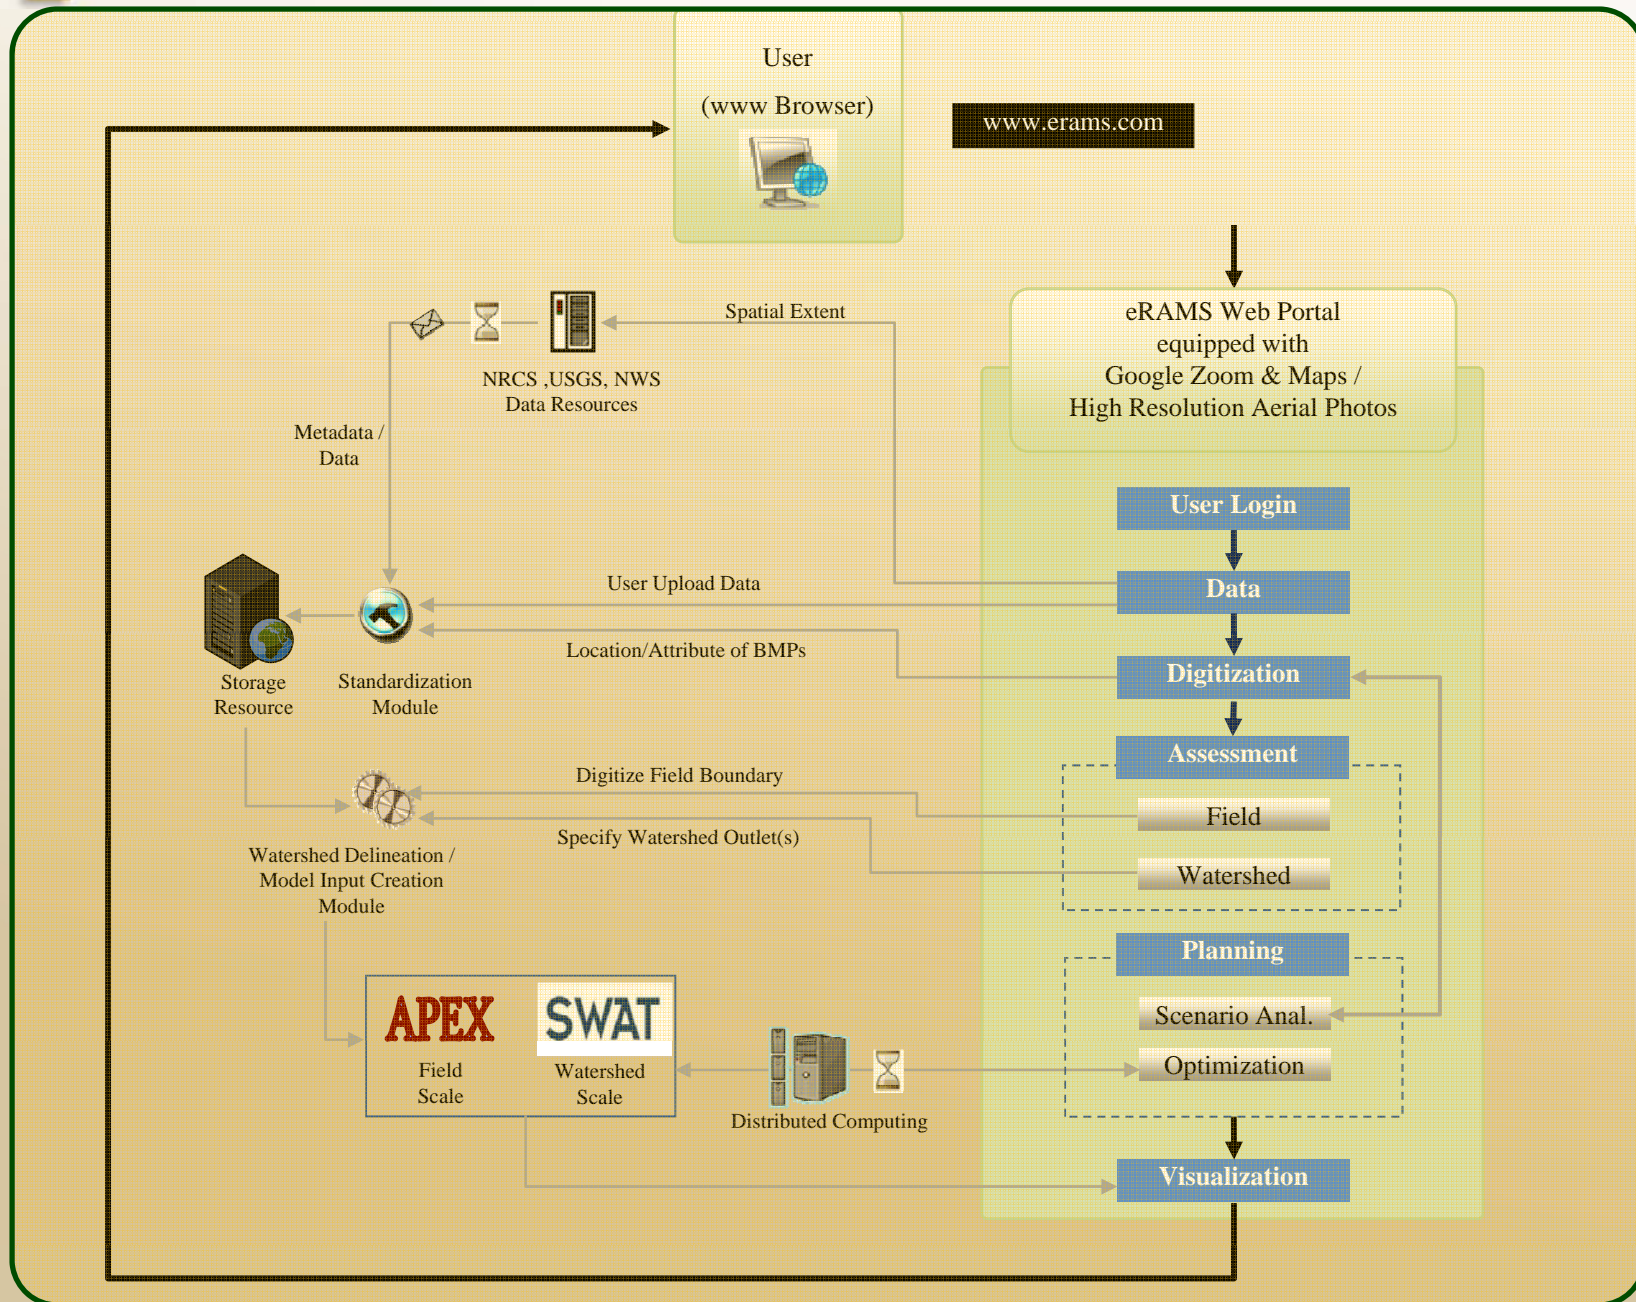 User
(www Browser)
www.erams.com
Spatial Extent
eRAMS Web Portal
equipped with
Google Zoom & Maps /
High Resolution Aerial Photos
NRCS ,USGS, NWS
Data Resources
Metadata /
Data
User Login
User Upload Data
Data
Location/Attribute of BMPs
Digitization
Storage
Resource
Standardization
Module
Assessment
Digitize Field Boundary
Field
Specify Watershed Outlet(s)
Watershed
Watershed Delineation /
Model Input Creation
Module
Planning
APEX
SWAT
Scenario Anal.
Field
Scale
Watershed
Scale
Optimization
Distributed Computing
Visualization